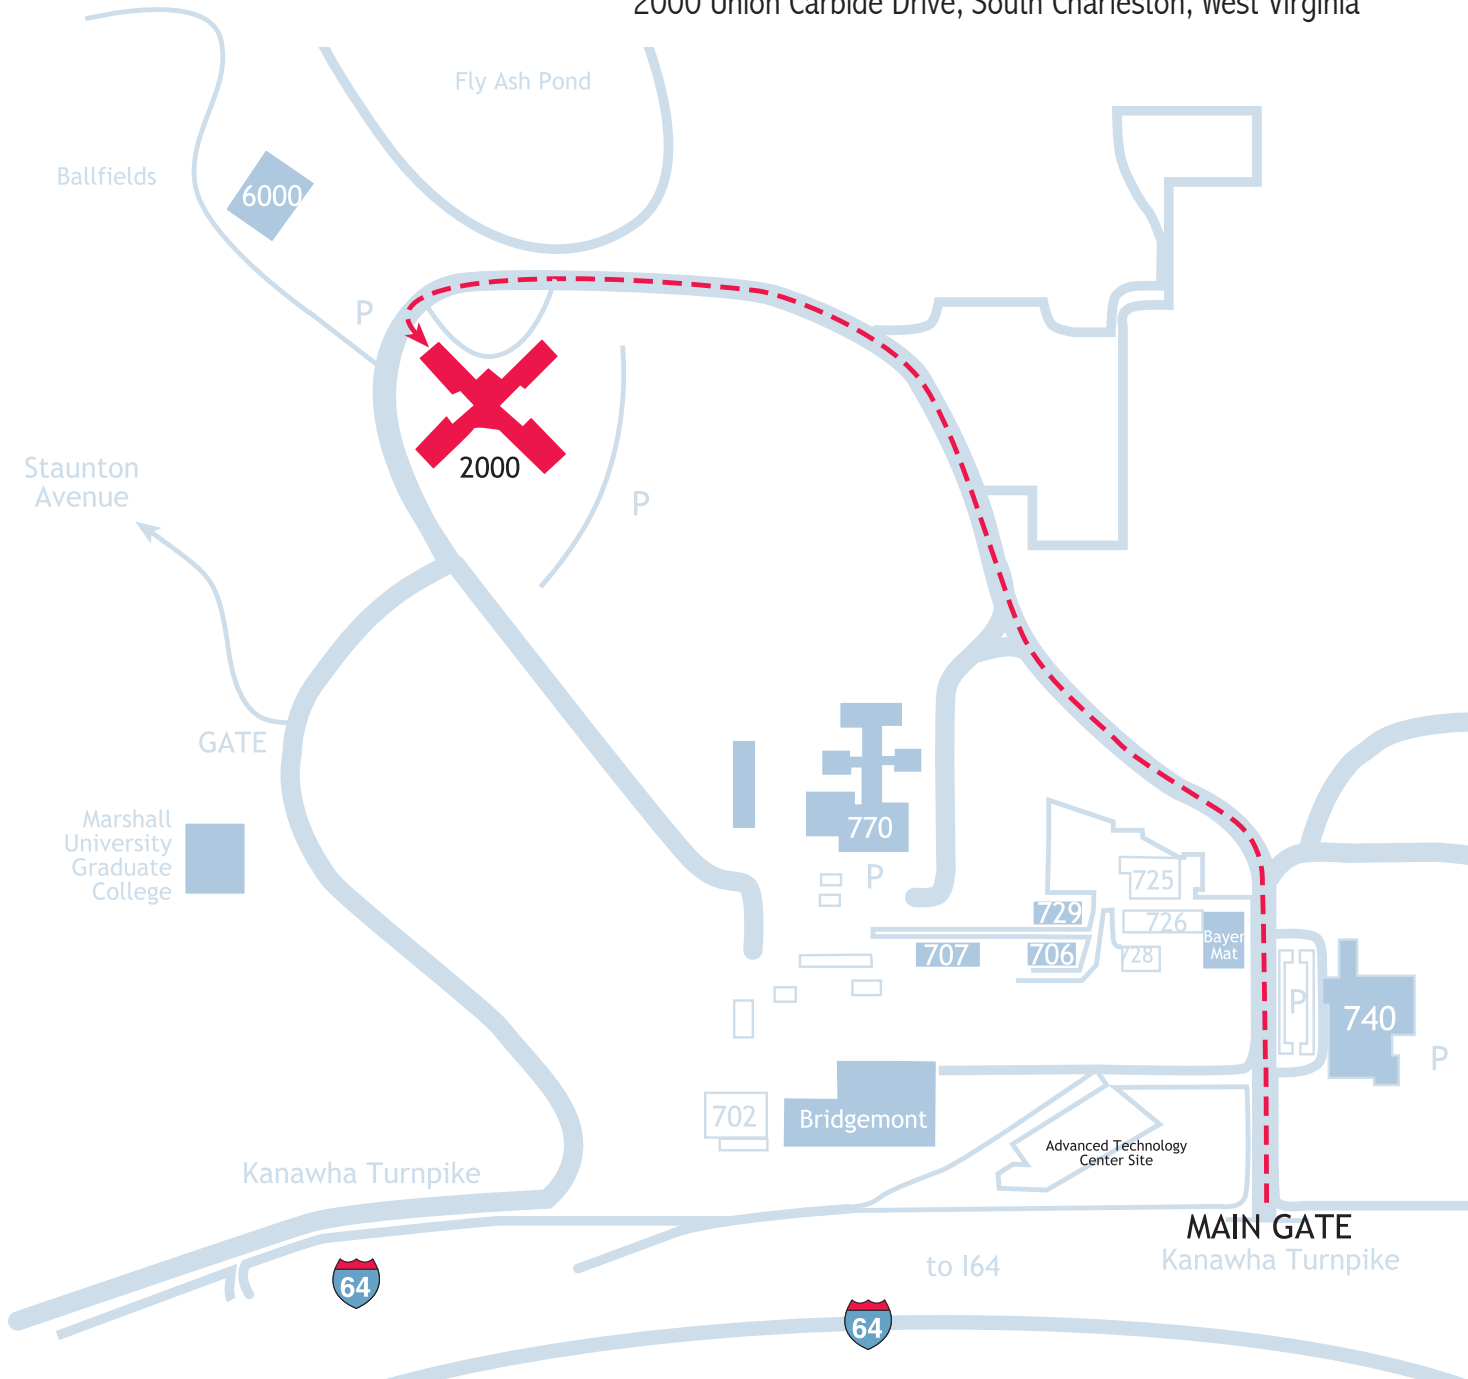 2000 Union Carbide Drive, South Charleston, West Virginia
Fly Ash Pond
Ballfields
6000
P
2000
Staunton
Avenue
P
GATE
Marshall
University
Graduate
College
770
P
725
729
726
Bayer
Mat
707
706
728
P
740
P
702
Bridgemont
Advanced Technology
Center Site
Kanawha Turnpike
MAIN GATE
Kanawha Turnpike
to I64
64
64